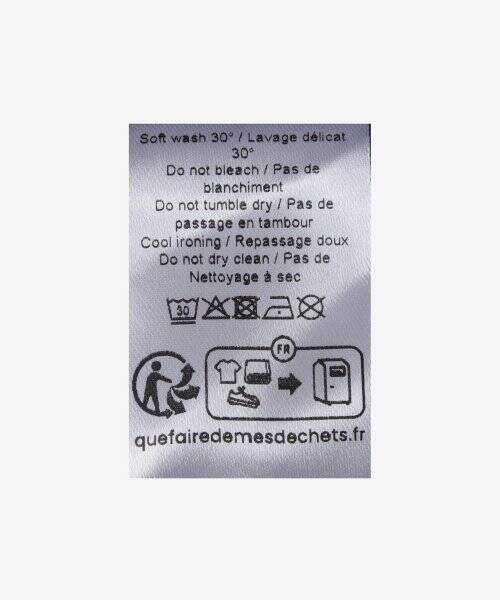 Soft wash 30° / Lavage délicat
30°
Do not bleach / Pas de
blanchiment
Do not tumble dry / Pas de
passage en tambour
Cool ironing / Repassage doux
Do not dry clean / Pas de
Nettoyage à sec
30
FR
quefairedemesdechets.fr